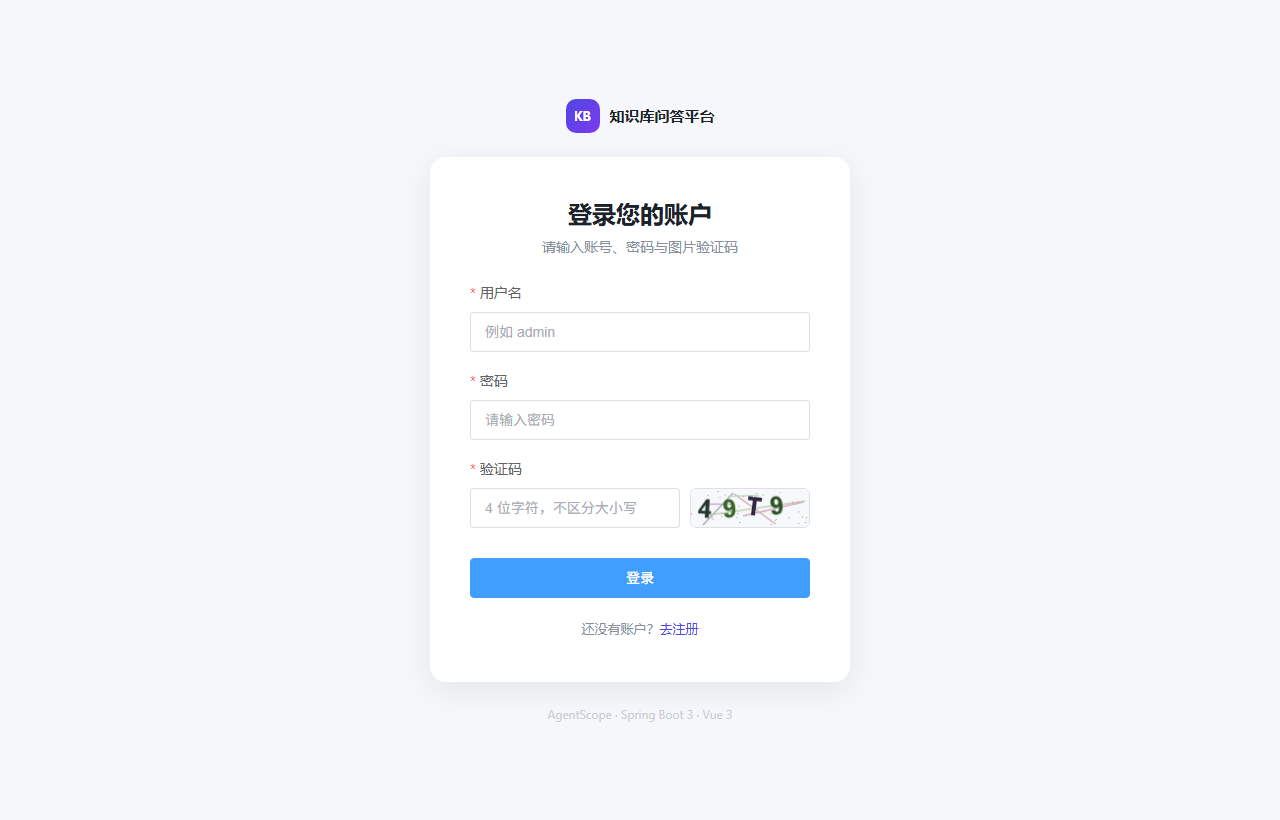 KB 知识库问答平台
登录您的账户
请输入账号、密码与图片验证码
* 用户名
例如 admin
* 密码
请输入密码
* 验证码
4 位字符，不区分大小写 49T9
登录
还没有账户？去注册
AgentScope · Spring Boot 3 · Vue 3